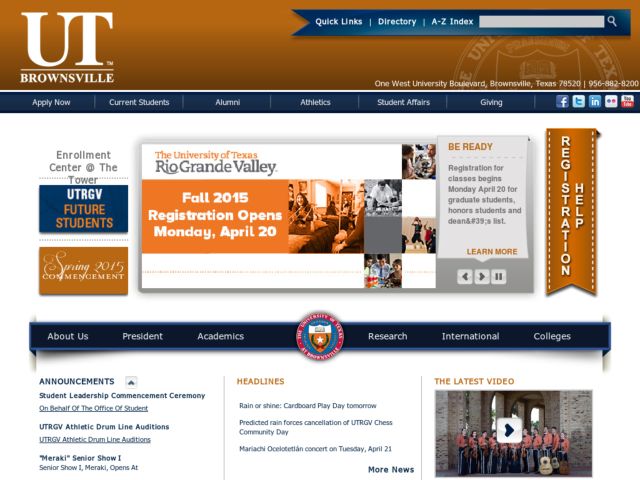 UT
TM
BROWNSVILLE
Quick Links | Directory | A-Z Index
One West University Boulevard, Brownsville, Texas 78520 | 956-882-8200
Apply Now
Current Students
Alumni
Athletics
Student Affairs
Giving
Enrollment
Center @ The
Tower
UTRGV
FUTURE
STUDENTS
Spring 2015
COMMENCEMENT
The University of Texas
RioGrande Valley
Fall 2015
Registration Opens
Monday, April 20
BE READY
Registration for
classes begins
Monday April 20 for
graduate students,
honors students and
dean&#39;s list.
LEARN MORE
REGISTRATION
HELP
About Us
President
Academics
THE UNIVERSITY OF TEXAS
AT BROWNSVILLE
Research
International
Colleges
ANNOUNCEMENTS
Student Leadership Commencement Ceremony
On Behalf Of The Office Of Student
UTRGV Athletic Drum Line Auditions
UTRGV Athletic Drum Line Auditions
"Meraki" Senior Show I
Senior Show I, Meraki, Opens At
HEADLINES
Rain or shine: Cardboard Play Day tomorrow
Predicted rain forces cancellation of UTRGV Chess
Community Day
Mariachi Ocelotetlán concert on Tuesday, April 21
More News
THE LATEST VIDEO